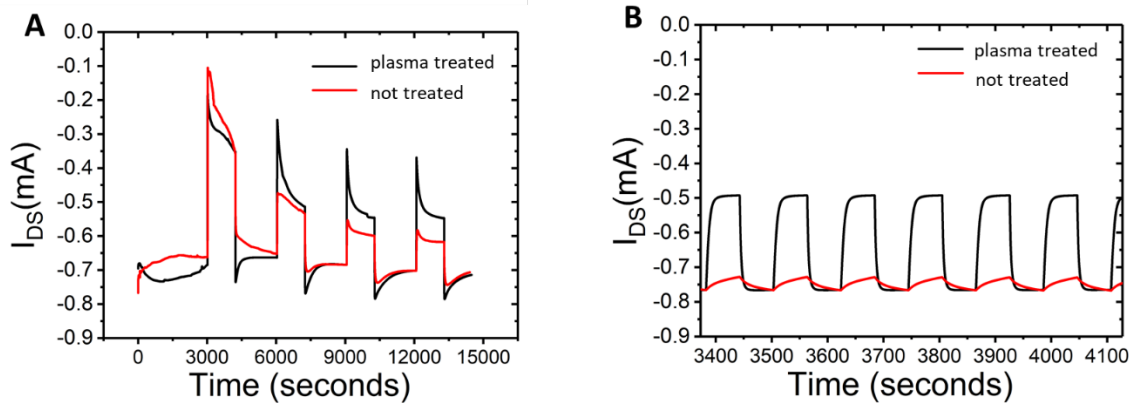 A
0.0
-0.1
-0.2
-0.3
-0.4
-0.5
-0.6
-0.7
-0.8
-0.9
I_DS(mA)
plasma treated
not treated
0 3000 6000 9000 12000 15000
Time (seconds)
B
0.0
-0.1
-0.2
-0.3
-0.4
-0.5
-0.6
-0.7
-0.8
-0.9
I_DS(mA)
plasma treated
not treated
3400 3500 3600 3700 3800 3900 4000 4100
Time (seconds)